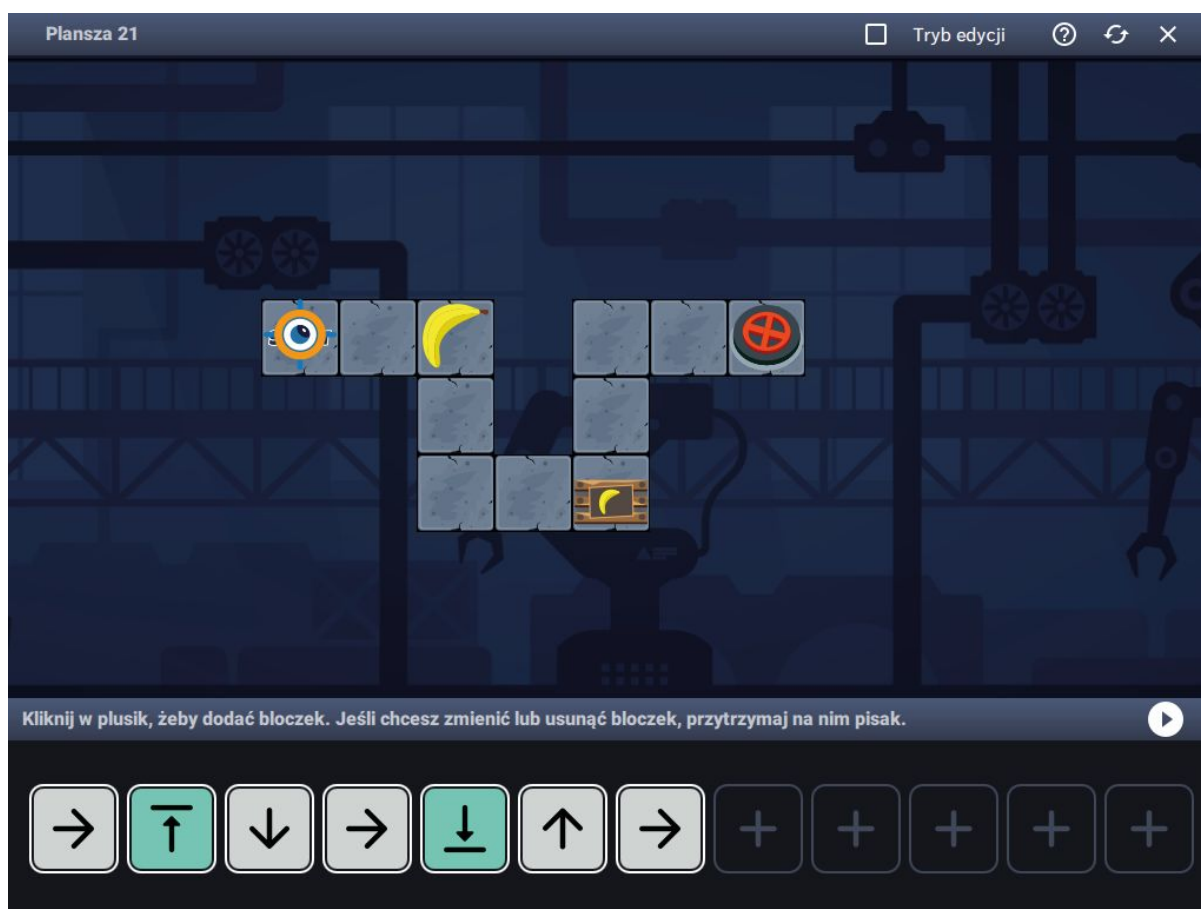 Plansza 21
Tryb edycji
Kliknij w plusik, żeby dodać bloczek. Jeśli chcesz zmienić lub usunąć bloczek, przytrzymaj na nim pisak.